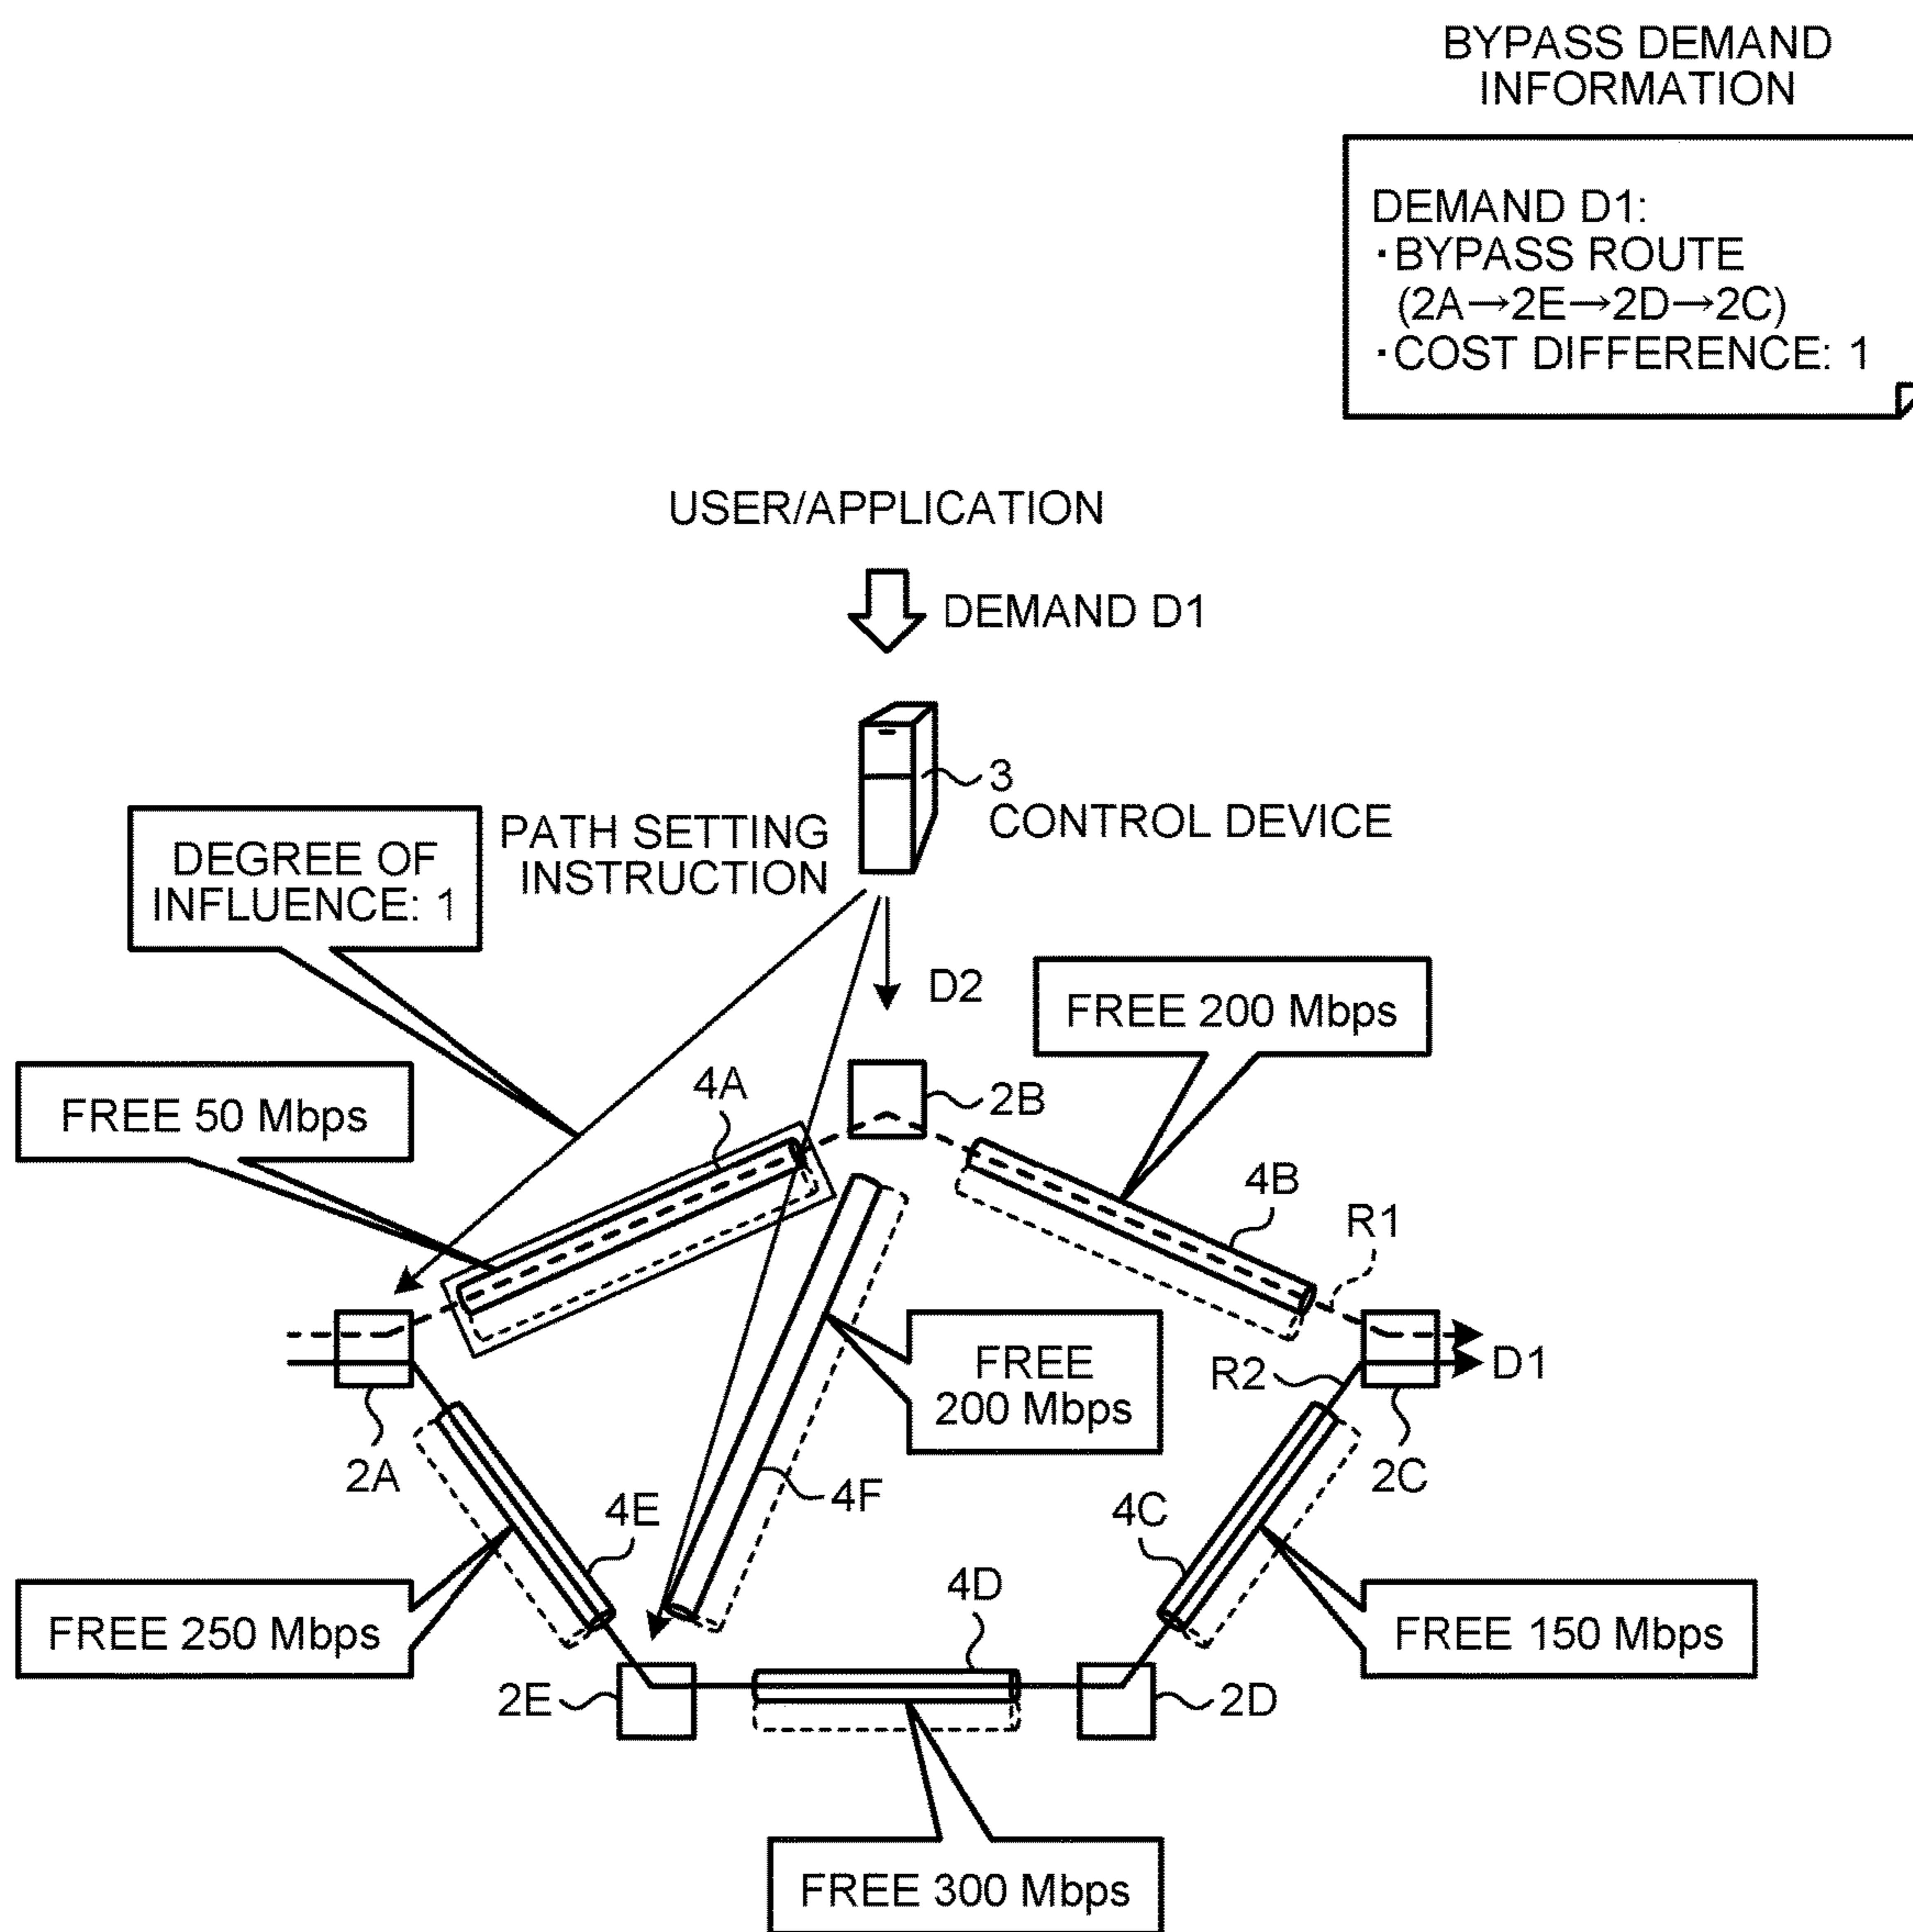 BYPASS DEMAND
INFORMATION
DEMAND D1:
・BYPASS ROUTE
(2A→2E→2D→2C)
・COST DIFFERENCE: 1
USER/APPLICATION
DEMAND D1
3
CONTROL DEVICE
PATH SETTING
INSTRUCTION
DEGREE OF
INFLUENCE: 1
D2
FREE 200 Mbps
FREE 50 Mbps
4A
2B
4B
R1
FREE
200 Mbps
R2
D1
2A
2C
4E
4F
4C
4D
FREE 250 Mbps
FREE 150 Mbps
2E
2D
FREE 300 Mbps